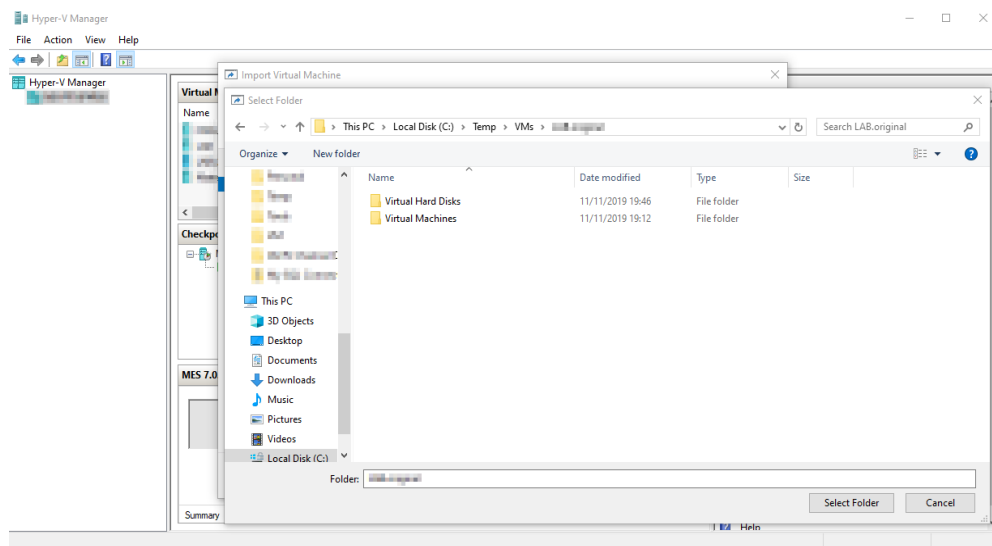 Hyper-V Manager
File Action View Help
Hyper-V Manager
Virtual
Name
Checkp
MES 7.0
Summary
Import Virtual Machine
Select Folder
This PC > Local Disk (C:) > Temp > VMs >
Search LAB.original
Organize
New folder
Name Date modified Type Size
Virtual Hard Disks 11/11/2019 19:46 File folder
Virtual Machines 11/11/2019 19:12 File folder
This PC
3D Objects
Desktop
Documents
Downloads
Music
Pictures
Videos
Local Disk (C:)
Folder:
Select Folder Cancel
Help